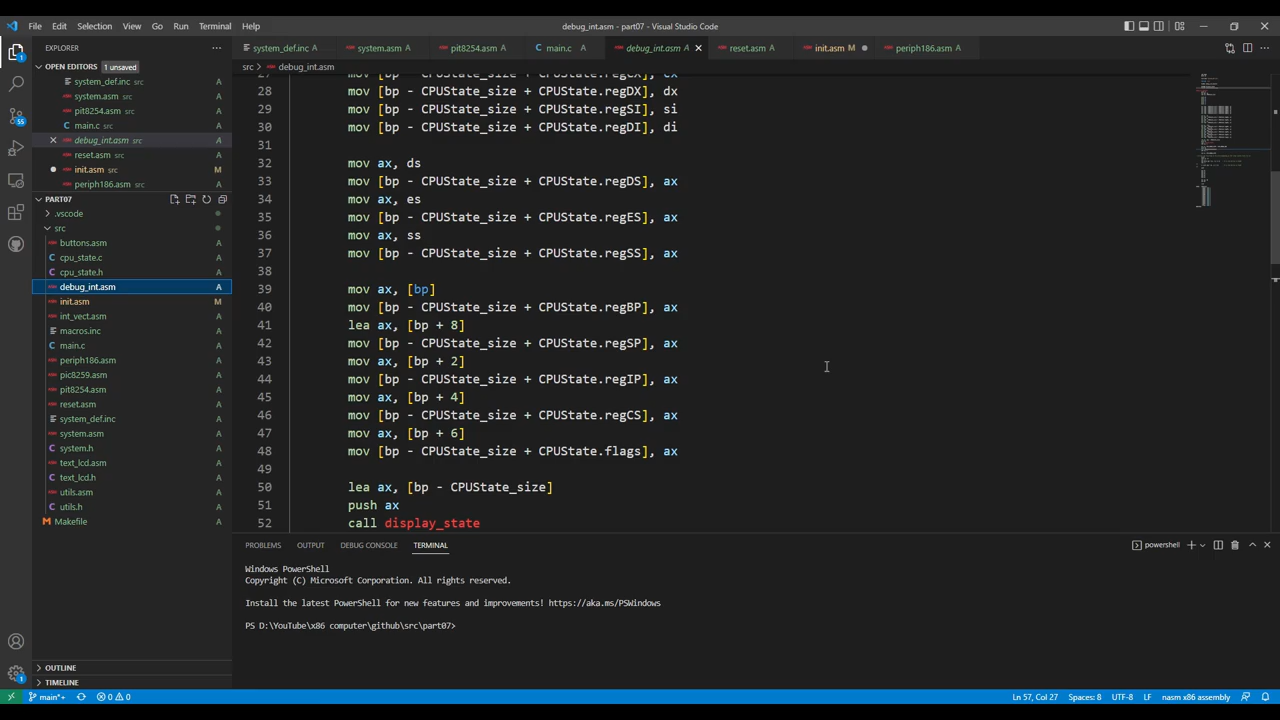 File Edit Selection View Go Run Terminal Help
debug_int.asm - part07 - Visual Studio Code
EXPLORER ...
system_def.inc A system.asm A pit8254.asm A main.c A debug_int.asm A reset.asm A init.asm M periph186.asm A
OPEN EDITORS 1 unsaved
src > debug_int.asm
system_def.inc src A
system.asm src A
pit8254.asm src A
main.c src A
debug_int.asm src A
reset.asm src A
init.asm src M
periph186.asm src A
PART07
.vscode
src
buttons.asm A
cpu_state.c A
cpu_state.h A
debug_int.asm A
init.asm M
int_vect.asm A
macros.inc A
main.c A
periph186.asm A
pic8259.asm A
pit8254.asm A
reset.asm A
system_def.inc A
system.asm A
system.h A
text_lcd.asm A
text_lcd.h A
utils.asm A
utils.h A
Makefile A
OUTLINE
TIMELINE
27 mov [bp - CPUState_size + CPUState.regCX], cx
28 mov [bp - CPUState_size + CPUState.regDX], dx
29 mov [bp - CPUState_size + CPUState.regSI], si
30 mov [bp - CPUState_size + CPUState.regDI], di
31
32 mov ax, ds
33 mov [bp - CPUState_size + CPUState.regDS], ax
34 mov ax, es
35 mov [bp - CPUState_size + CPUState.regES], ax
36 mov ax, ss
37 mov [bp - CPUState_size + CPUState.regSS], ax
38
39 mov ax, [bp]
40 mov [bp - CPUState_size + CPUState.regBP], ax
41 lea ax, [bp + 8]
42 mov [bp - CPUState_size + CPUState.regSP], ax
43 mov ax, [bp + 2]
44 mov [bp - CPUState_size + CPUState.regIP], ax
45 mov ax, [bp + 4]
46 mov [bp - CPUState_size + CPUState.regCS], ax
47 mov ax, [bp + 6]
48 mov [bp - CPUState_size + CPUState.flags], ax
49
50 lea ax, [bp - CPUState_size]
51 push ax
52 call display_state
PROBLEMS OUTPUT DEBUG CONSOLE TERMINAL
powershell
Windows PowerShell
Copyright (C) Microsoft Corporation. All rights reserved.
Install the latest PowerShell for new features and improvements! https://aka.ms/PSWindows
PS D:\YouTube\x86 computer\github\src\part07>
main*+ 0 0 Ln 57, Col 27 Spaces: 8 UTF-8 LF nasm x86 assembly